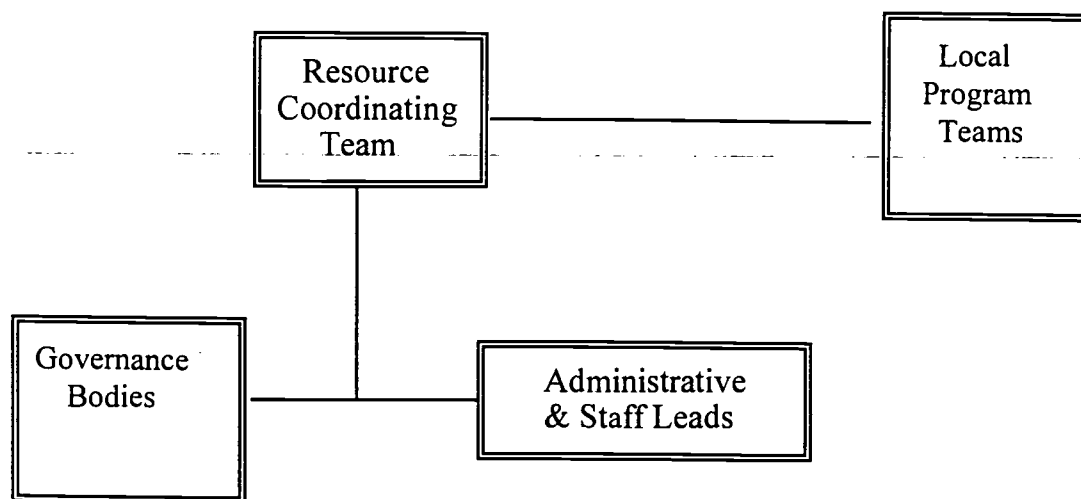 Resource
Coordinating
Team
Local
Program
Teams
Governance
Bodies
Administrative
& Staff Leads